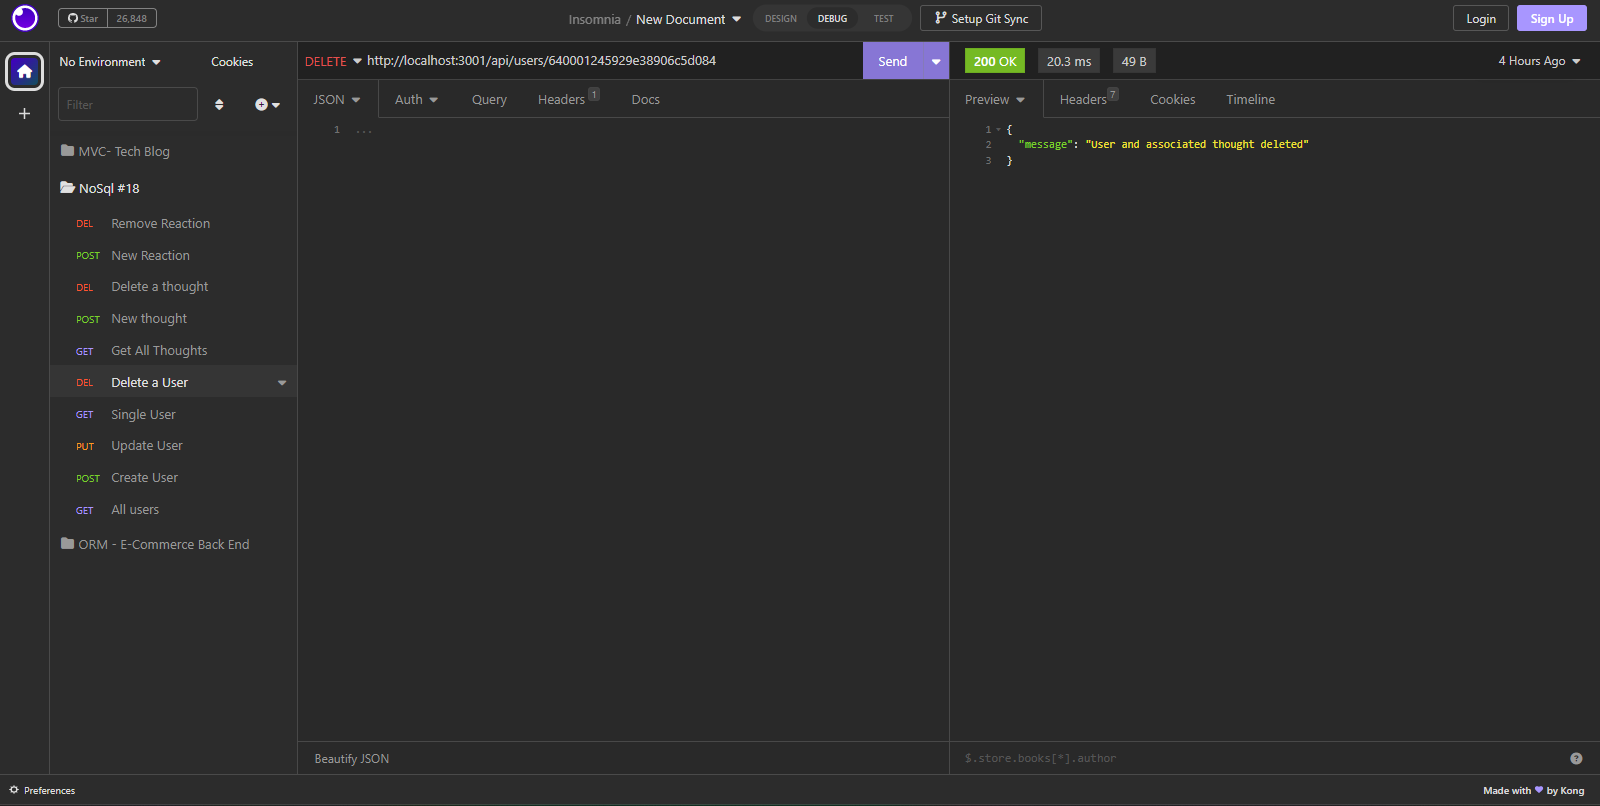 Star 26,848
Insomnia / New Document
DESIGN DEBUG TEST
Setup Git Sync
Login
Sign Up
No Environment
Cookies
Filter
MVC- Tech Blog
NoSql #18
DEL Remove Reaction
POST New Reaction
DEL Delete a thought
POST New thought
GET Get All Thoughts
DEL Delete a User
GET Single User
PUT Update User
POST Create User
GET All users
ORM - E-Commerce Back End
DELETE http://localhost:3001/api/users/640001245929e38906c5d084
Send
JSON Auth Query Headers 1 Docs
1 ...
Beautify JSON
200 OK 20.3 ms 49 B
4 Hours Ago
Preview Headers 7 Cookies Timeline
1 {
2 "message": "User and associated thought deleted"
3 }
$.store.books[*].author
?
Preferences
Made with ♥ by Kong